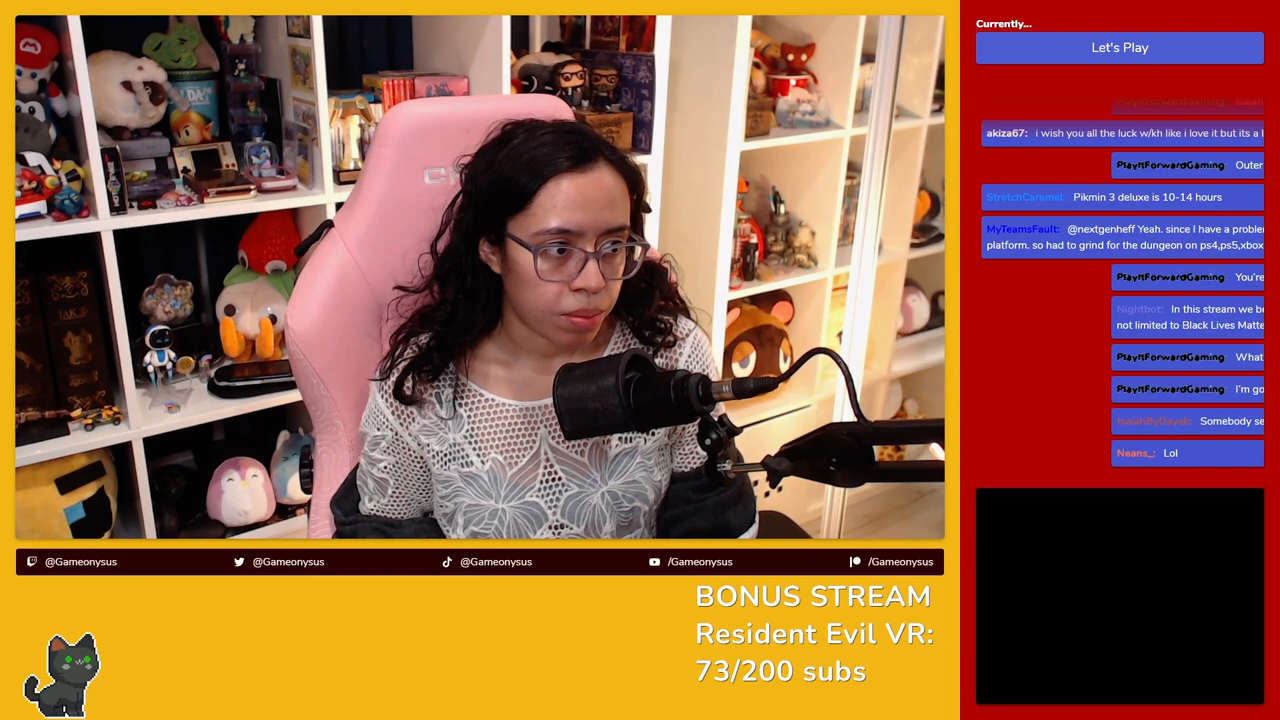 Currently...
Let's Play
akiza67: i wish you all the luck w/kh like i love it but its a l
PlayItForwardGaming Outer
StretchCaramel: Pikmin 3 deluxe is 10-14 hours
MyTeamsFault: @nextgenheff Yeah. since I have a proble
platform. so had to grind for the dungeon on ps4,ps5,xbox
PlayItForwardGaming You're
Nightbot: In this stream we be
not limited to Black Lives Matte
PlayItForwardGaming What
PlayItForwardGaming I'm go
IsaiahByDayah: Somebody se
Neans_: Lol
@Gameonysus
@Gameonysus
@Gameonysus
/Gameonysus
/Gameonysus
BONUS STREAM
Resident Evil VR:
73/200 subs